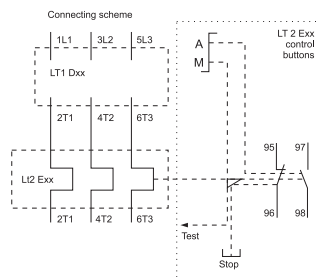 Connecting scheme
1L1 3L2 5L3
LT1 Dxx
2T1 4T2 6T3
Lt2 Exx
2T1 4T2 6T3
LT 2 Exx
control
buttons
A
M
95 97
96 98
Test
Stop